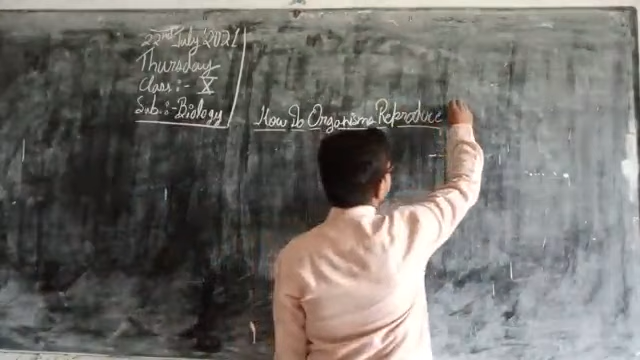 22nd July 2021
Thursday
Class :- X
Sub. :- Biology
How Do Organisms Reproduce